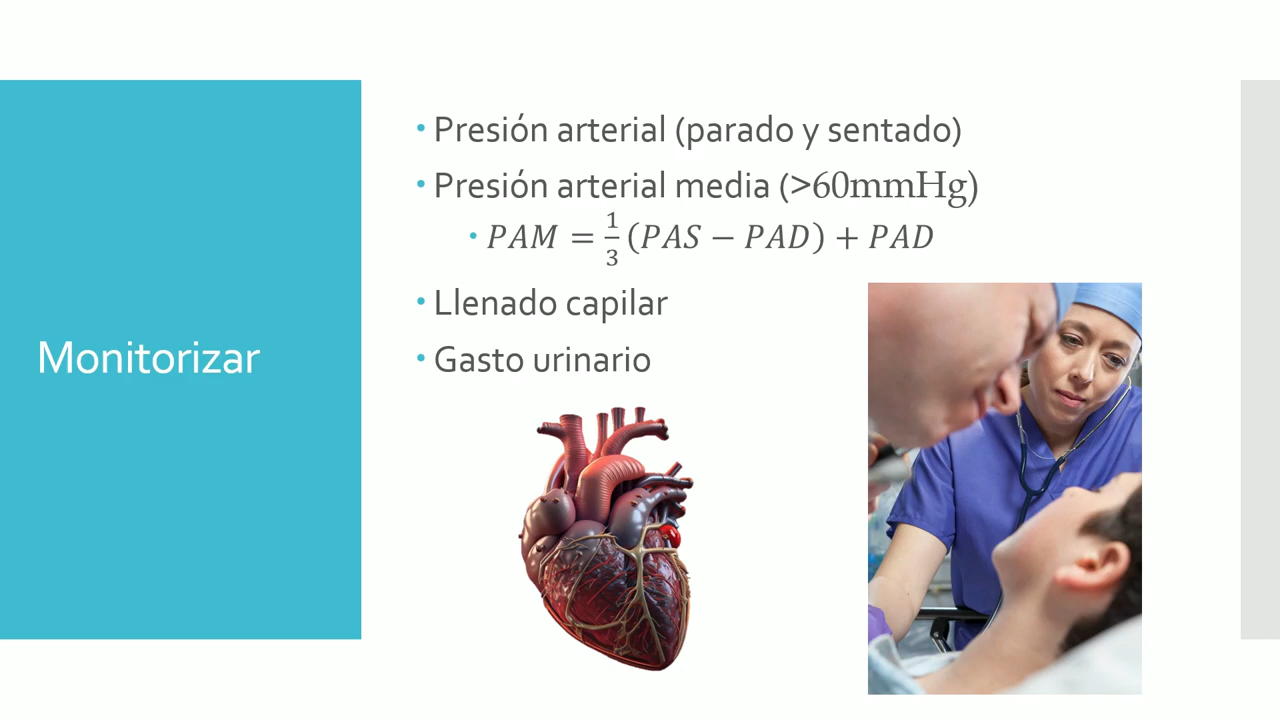 Monitorizar
• Presión arterial (parado y sentado)
• Presión arterial media (>60mmHg)
• PAM = 1/3 (PAS − PAD) + PAD
• Llenado capilar
• Gasto urinario